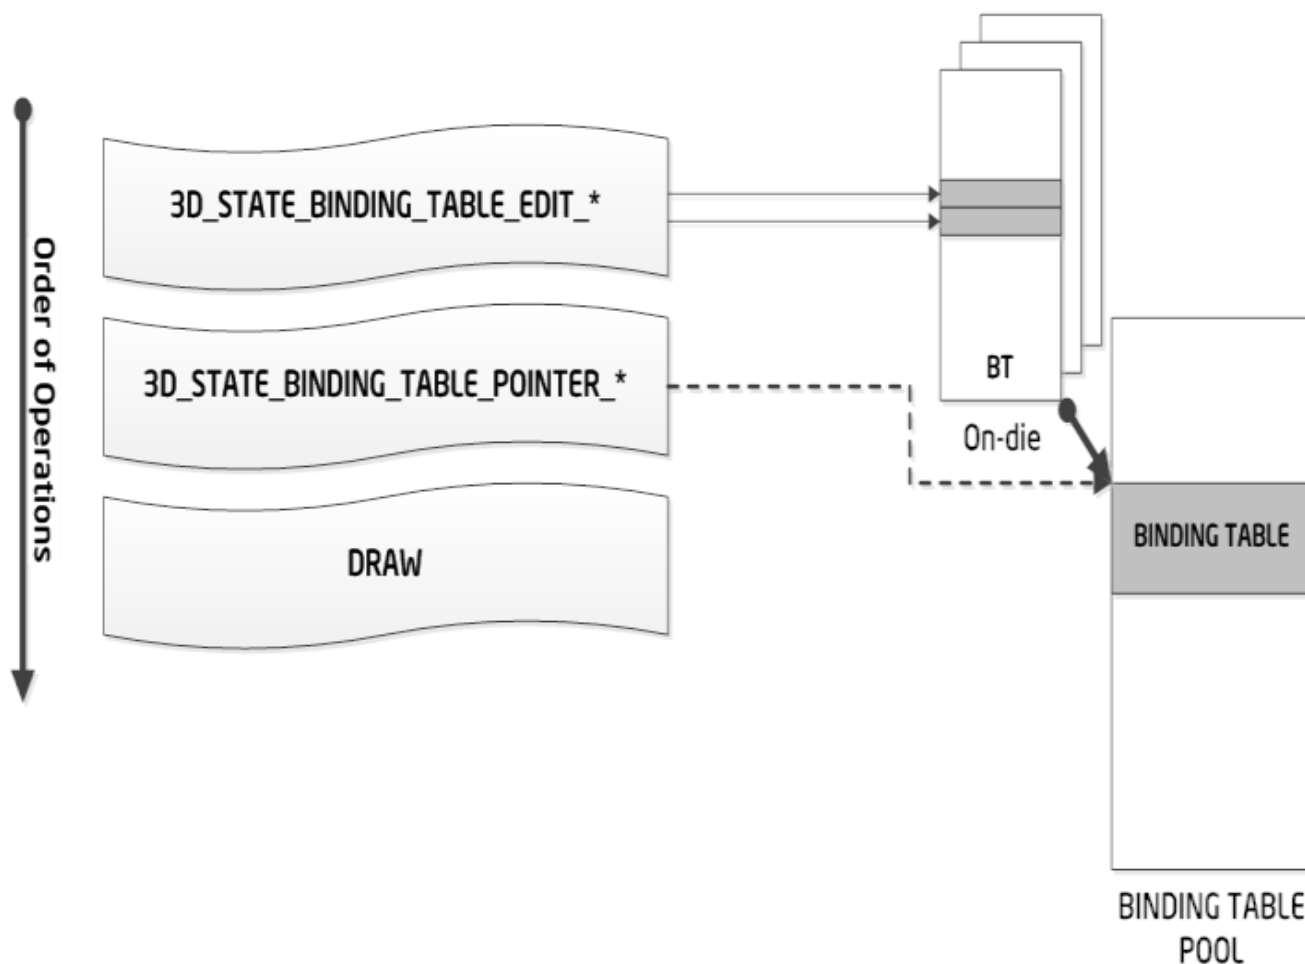 Order of Operations
3D_STATE_BINDING_TABLE_EDIT_*
3D_STATE_BINDING_TABLE_POINTER_*
DRAW
BT
On-die
BINDING TABLE
BINDING TABLE
POOL